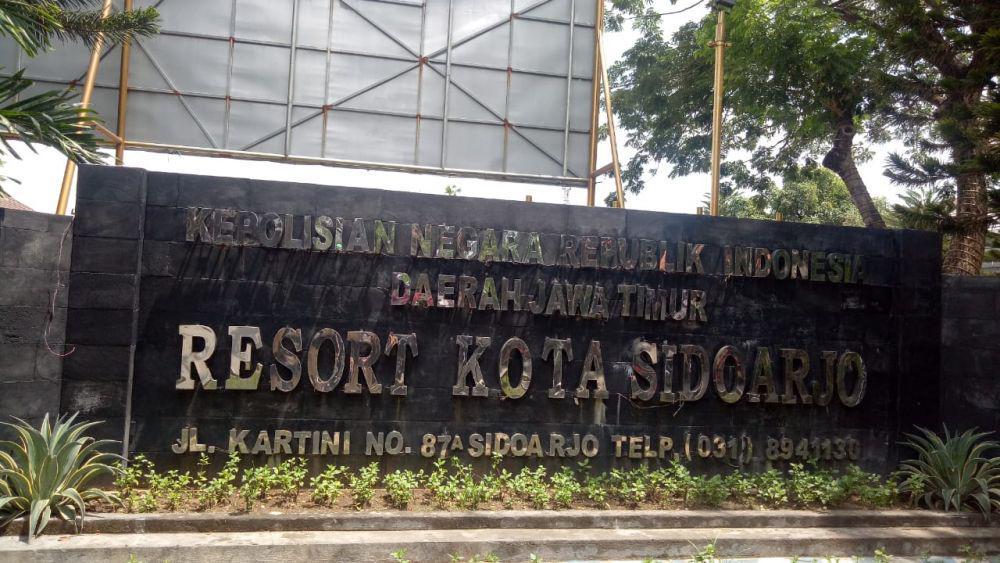 KEPOLISIAN NEGARA REPUBLIK INDONESIA
DAERAH JAWA TIMUR
RESORT KOTA SIDOARJO
JL. KARTINI NO. 87A SIDOARJO TELP. (031). 8941130